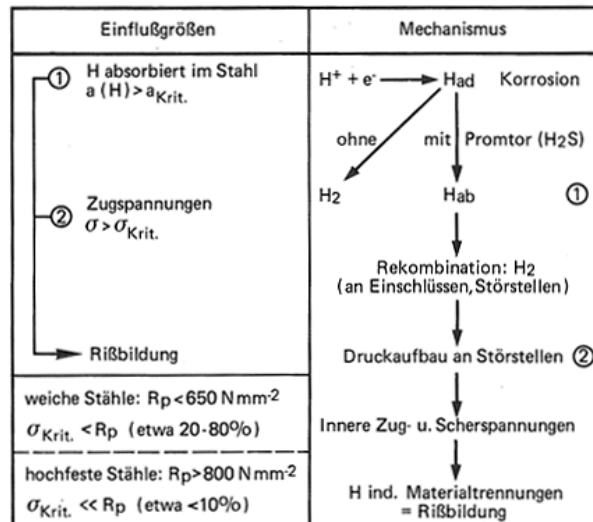 Einflußgrößen
① H absorbiert im Stahl
a (H) > aKrit.
② Zugspannungen
σ > σKrit.
Rißbildung
weiche Stähle: Rp < 650 N mm-2
σKrit. < Rp (etwa 20-80%)
hochfeste Stähle: Rp > 800 N mm-2
σKrit. << Rp (etwa <10%)
Mechanismus
H+ + e- Had Korrosion
ohne mit Promtor (H2S)
H2 Hab ①
Rekombination: H2
(an Einschlüssen, Störstellen)
Druckaufbau an Störstellen ②
Innere Zug- u. Scherspannungen
H ind. Materialtrennungen
= Rißbildung